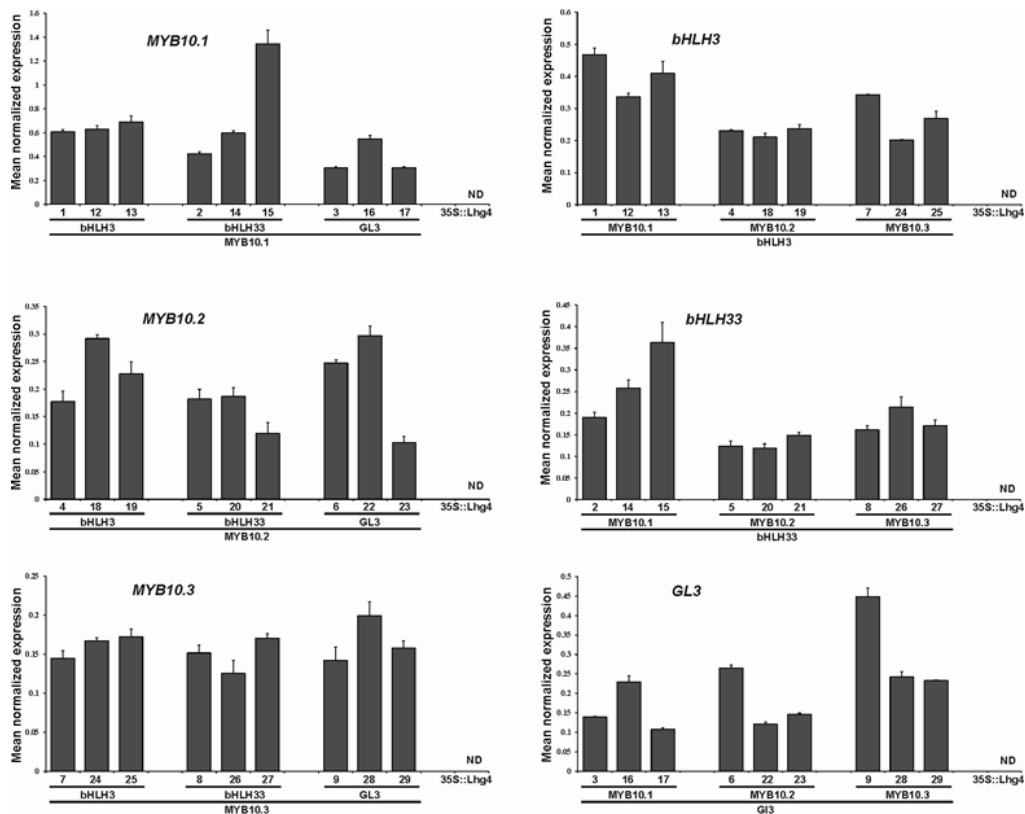 MYB10.1
Mean normalized expression
1.6
1.4
1.2
1
0.8
0.6
0.4
0.2
0
ND
1 12 13 2 14 15 3 16 17 35S::Lhg4
bHLH3 bHLH33 GL3
MYB10.1
bHLH3
Mean normalized expression
0.6
0.5
0.4
0.3
0.2
0.1
0
ND
1 12 13 4 18 19 7 24 25 35S::Lhg4
MYB10.1 MYB10.2 MYB10.3
bHLH3
MYB10.2
Mean normalized expression
0.35
0.3
0.25
0.2
0.15
0.1
0.05
0
ND
4 18 19 5 20 21 6 22 23 35S::Lhg4
bHLH3 bHLH33 GL3
MYB10.2
bHLH33
Mean normalized expression
0.45
0.4
0.35
0.3
0.25
0.2
0.15
0.1
0.05
0
ND
2 14 15 5 20 21 8 26 27 35S::Lhg4
MYB10.1 MYB10.2 MYB10.3
bHLH33
MYB10.3
Mean normalized expression
0.25
0.2
0.15
0.1
0.05
0
ND
7 24 25 8 26 27 9 28 29 35S::Lhg4
bHLH3 bHLH33 GL3
MYB10.3
GL3
Mean normalized expression
0.5
0.45
0.4
0.35
0.3
0.25
0.2
0.15
0.1
0.05
0
ND
3 16 17 6 22 23 9 28 29 35S::Lhg4
MYB10.1 MYB10.2 MYB10.3
Gl3